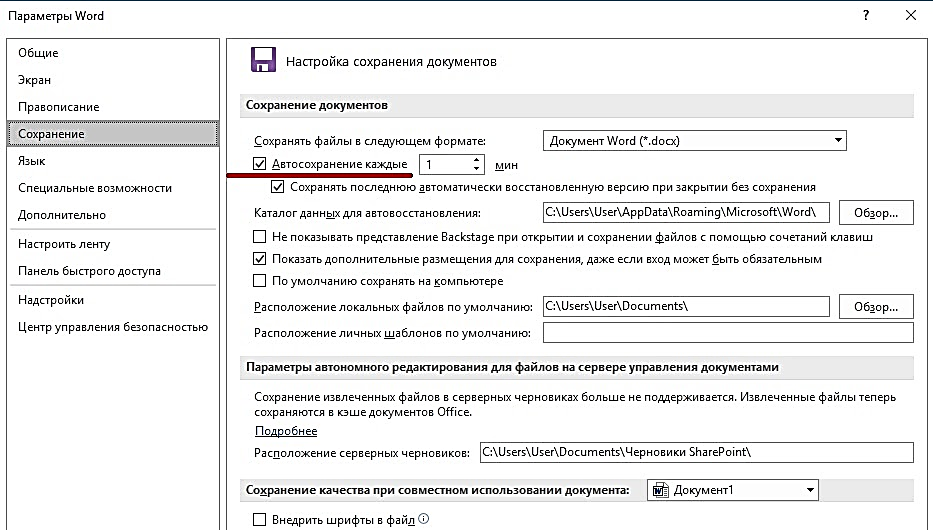 Параметры Word
?
Общие
Экран
Правописание
Сохранение
Язык
Специальные возможности
Дополнительно
Настроить ленту
Панель быстрого доступа
Надстройки
Центр управления безопасностью
Настройка сохранения документов
Сохранение документов
Сохранять файлы в следующем формате: Документ Word (*.docx)
Автосохранение каждые 1 мин
Сохранять последнюю автоматически восстановленную версию при закрытии без сохранения
Каталог данных для автовосстановления: C:\Users\User\AppData\Roaming\Microsoft\Word\ Обзор...
Не показывать представление Backstage при открытии и сохранении файлов с помощью сочетаний клавиш
Показать дополнительные размещения для сохранения, даже если вход может быть обязательным
По умолчанию сохранять на компьютере
Расположение локальных файлов по умолчанию: C:\Users\User\Documents\ Обзор...
Расположение личных шаблонов по умолчанию:
Параметры автономного редактирования для файлов на сервере управления документами
Сохранение извлеченных файлов в серверных черновиках больше не поддерживается. Извлеченные файлы теперь
сохраняются в кэше документов Office.
Подробнее
Расположение серверных черновиков: C:\Users\User\Documents\Черновики SharePoint\
Сохранение качества при совместном использовании документа: Документ1
Внедрить шрифты в файл